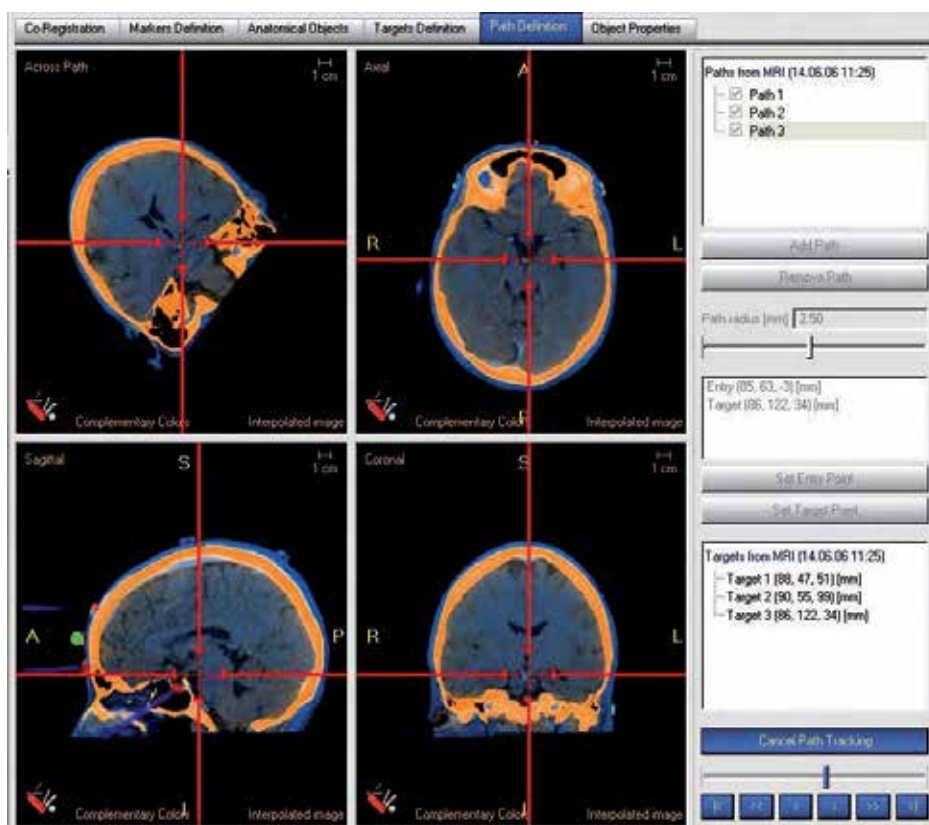 Co-Registration Markers Definition Anatomical Objects Targets Definition Path Definition Object Properties
Across Path
1 cm
Complementary Colors
Interpolated image
Axial
1 cm
A
R
L
Complementary Colors
Interpolated image
Sagittal
S
1 cm
A
P
I
Complementary Colors
Interpolated image
Coronal
S
1 cm
R
L
I
Complementary Colors
Interpolated image
Paths from MRI (14.06.06 11:25)
Path 1
Path 2
Path 3
Add Path
Remove Path
Path radius [mm] 2.50
Entry (85, 63, -3) [mm]
Target (86, 122, 34) [mm]
Set Entry Point
Set Target Point
Targets from MRI (14.06.06 11:25)
Target 1 (88, 47, 51) [mm]
Target 2 (90, 55, 99) [mm]
Target 3 (86, 122, 34) [mm]
Cancel Path Tracking
|< << < > >> >|